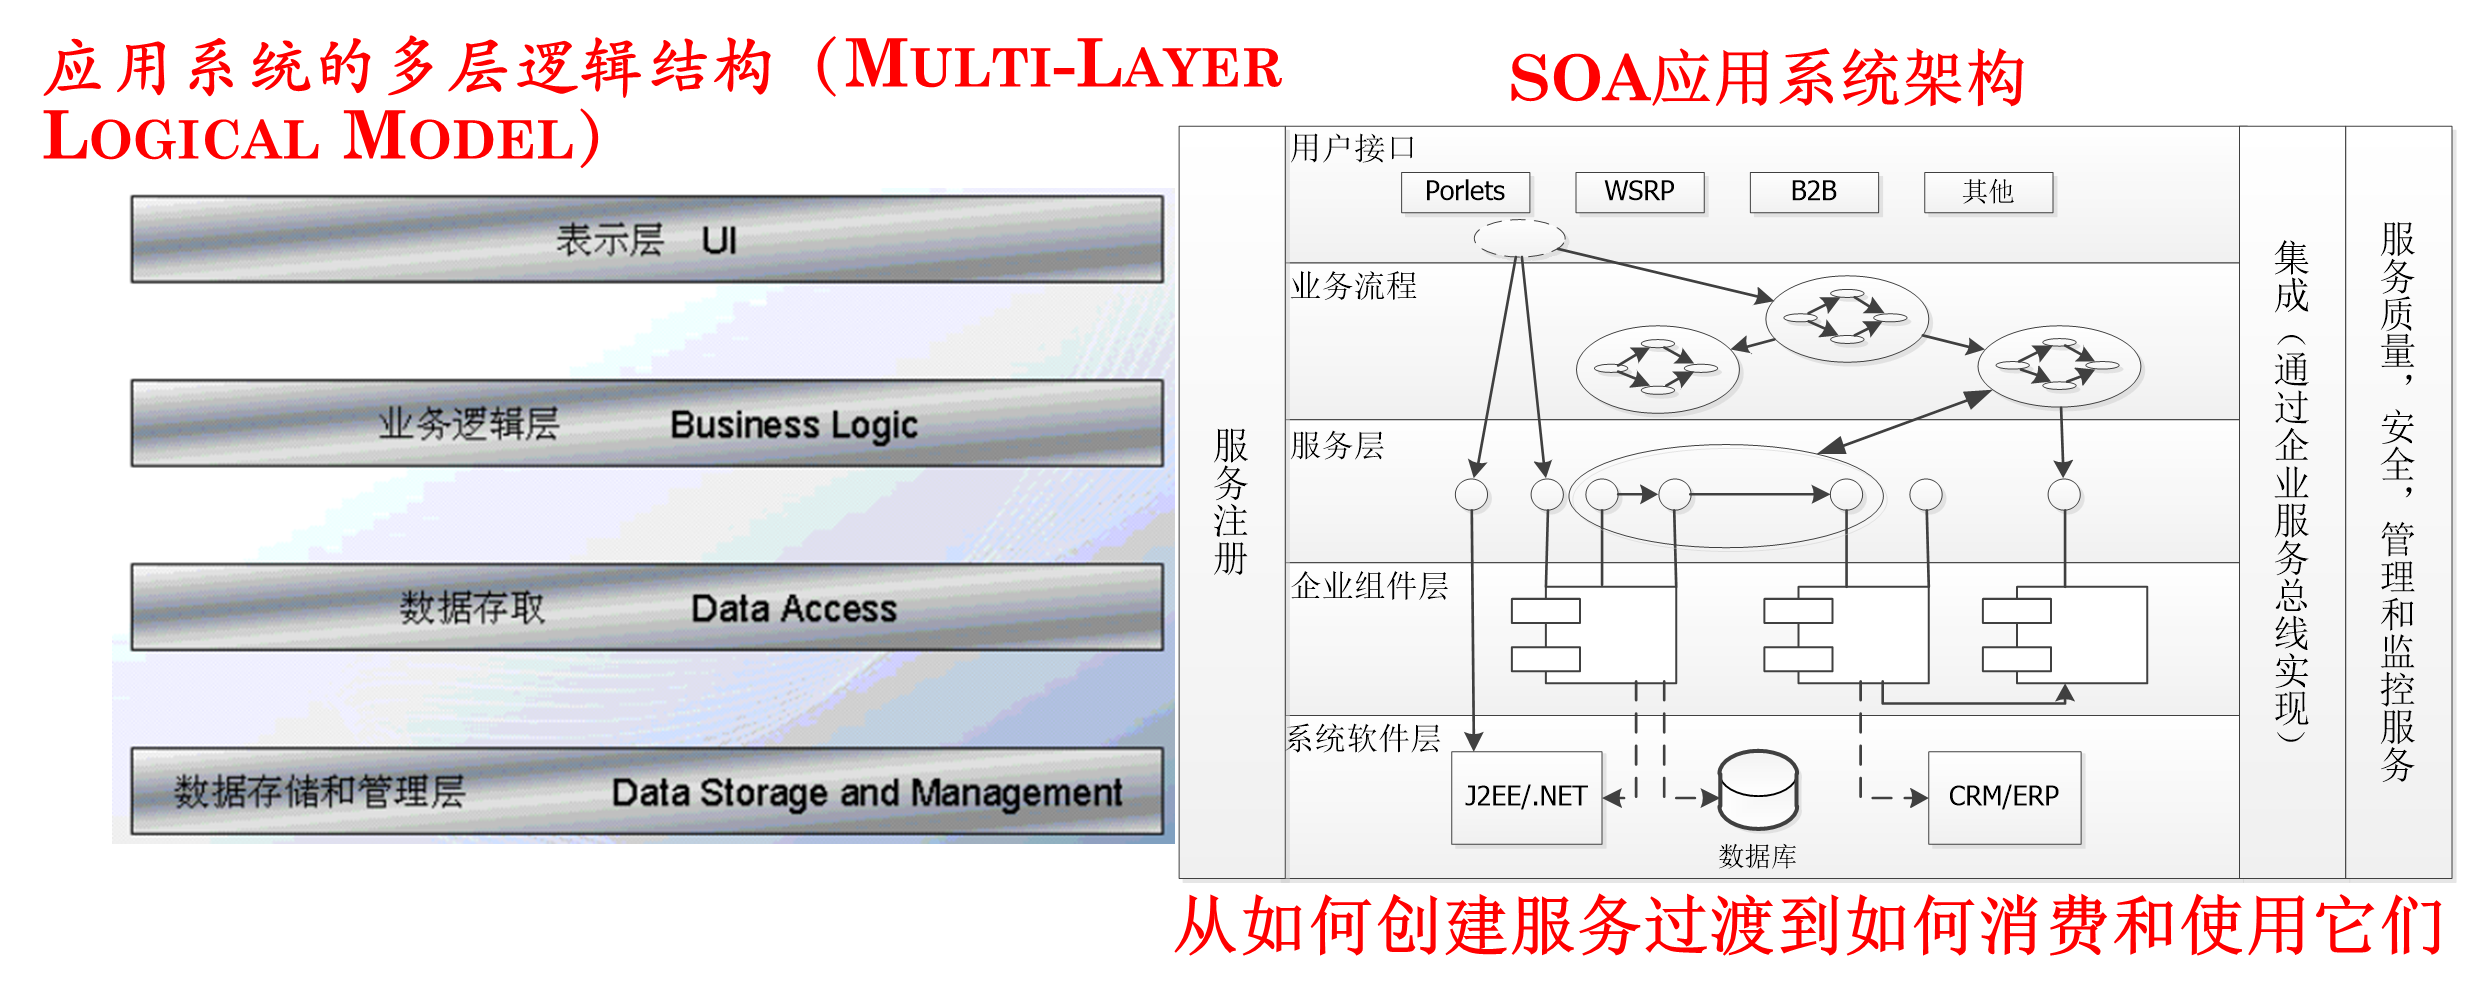 应用系统的多层逻辑结构（MULTI-LAYER
LOGICAL MODEL）
表示层 UI
业务逻辑层 Business Logic
数据存取 Data Access
数据存储和管理层 Data Storage and Management
SOA应用系统架构
服务注册
用户接口
Porlets
WSRP
B2B
其他
业务流程
服务层
企业组件层
系统软件层
J2EE/.NET
数据库
CRM/ERP
集成（通过企业服务总线实现）
服务质量，安全，管理和监控服务
从如何创建服务过渡到如何消费和使用它们